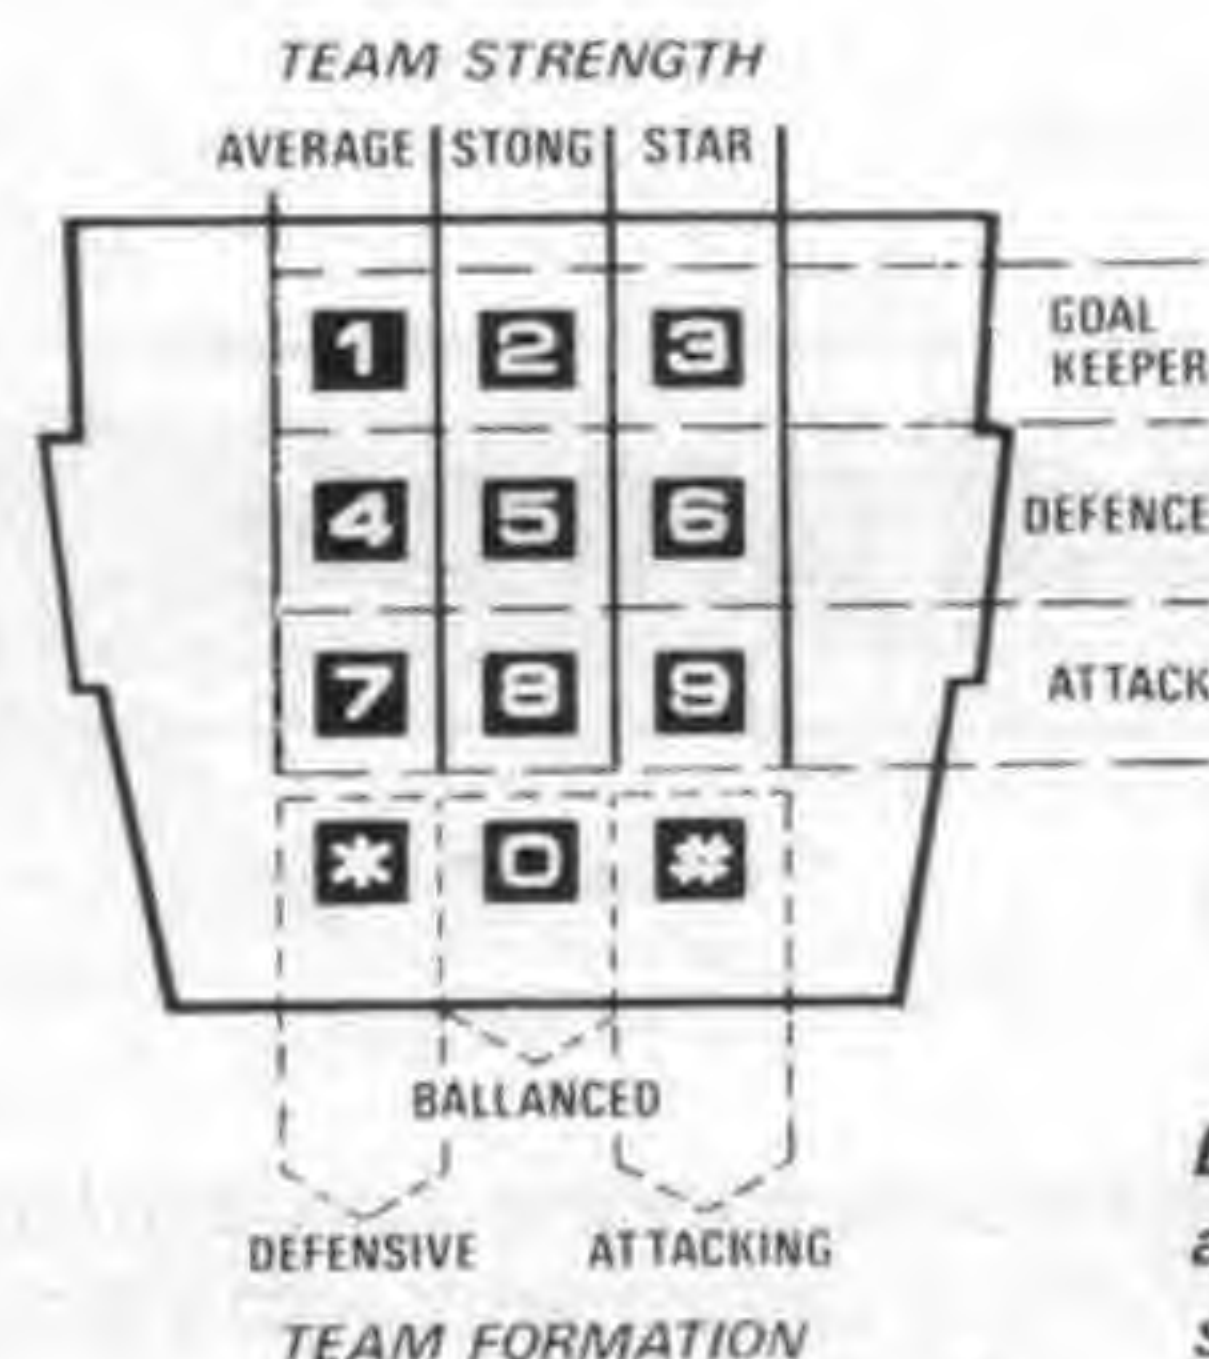 TEAM STRENGTH
AVERAGE STONG STAR
1 2 3
GOAL
KEEPER
4 5 6
DEFENCE
7 8 9
ATTACK
* 0 #
BALLANCED
DEFENSIVE ATTACKING
TEAM FORMATION